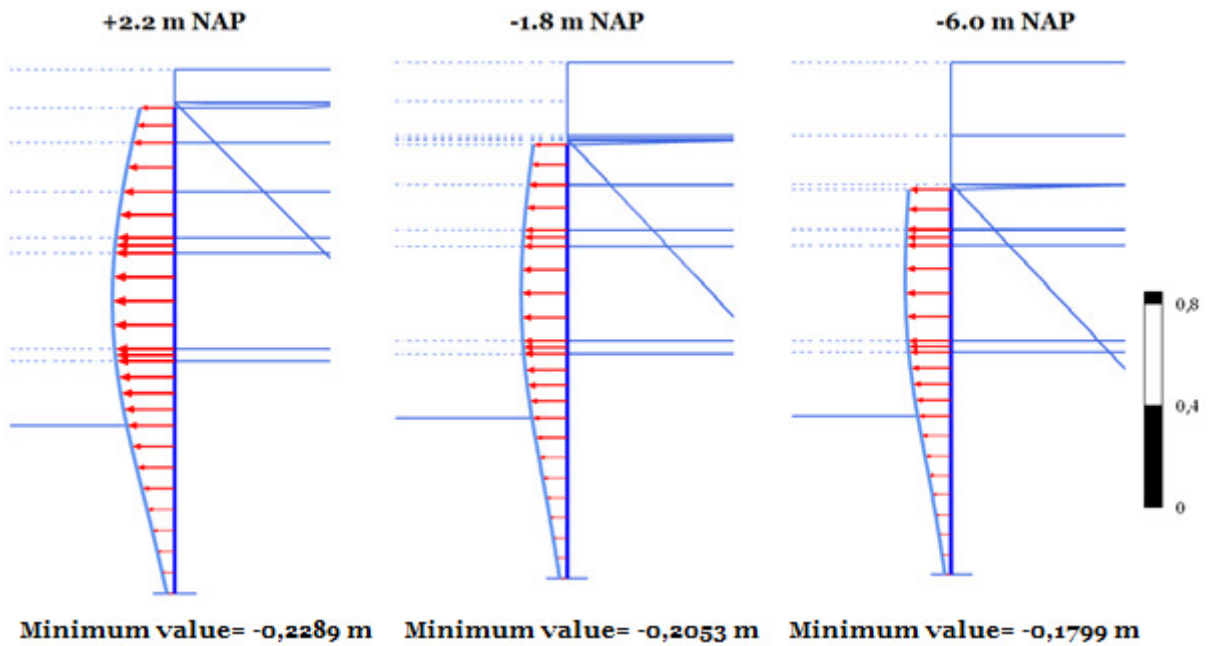 +2.2 m NAP
-1.8 m NAP
-6.0 m NAP
0,8
0,4
0
Minimum value= -0,2289 m
Minimum value= -0,2053 m
Minimum value= -0,1799 m